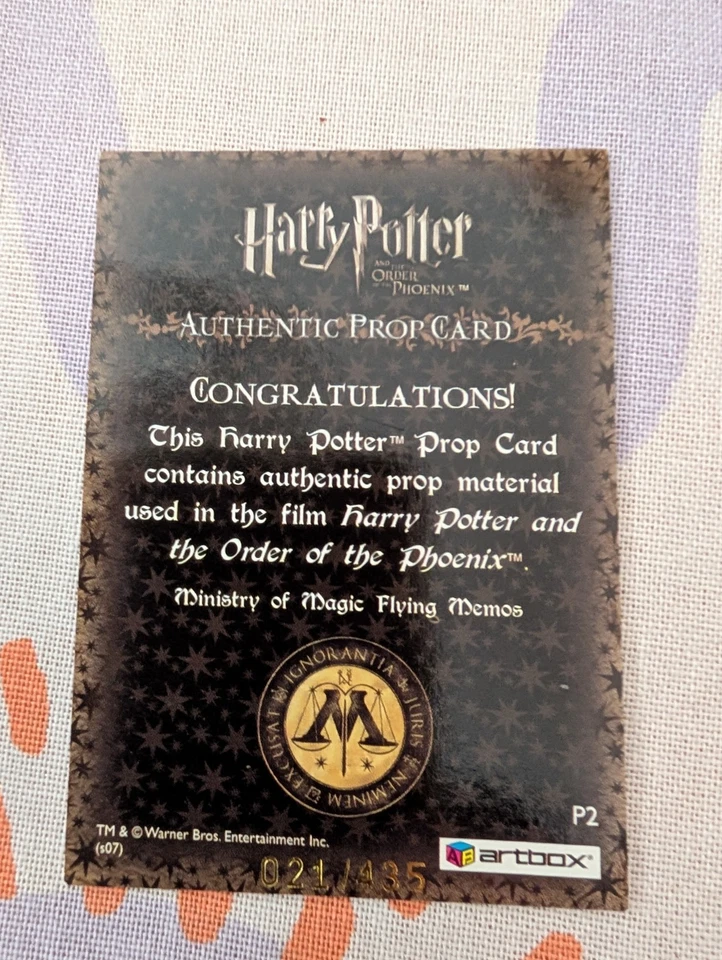 Harry Potter
AND THE
ORDER
OF THE
PHOENIX™
AUTHENTIC PROP CARD
CONGRATULATIONS!
This Harry Potter™ Prop Card
contains authentic prop material
used in the film Harry Potter and
the Order of the Phoenix™.
Ministry of Magic Flying Memos
IGNORANTIA JURIS NEMINEM EXCUSAT
M
P2
TM & © Warner Bros. Entertainment Inc.
(s07)
021/435
AB artbox®